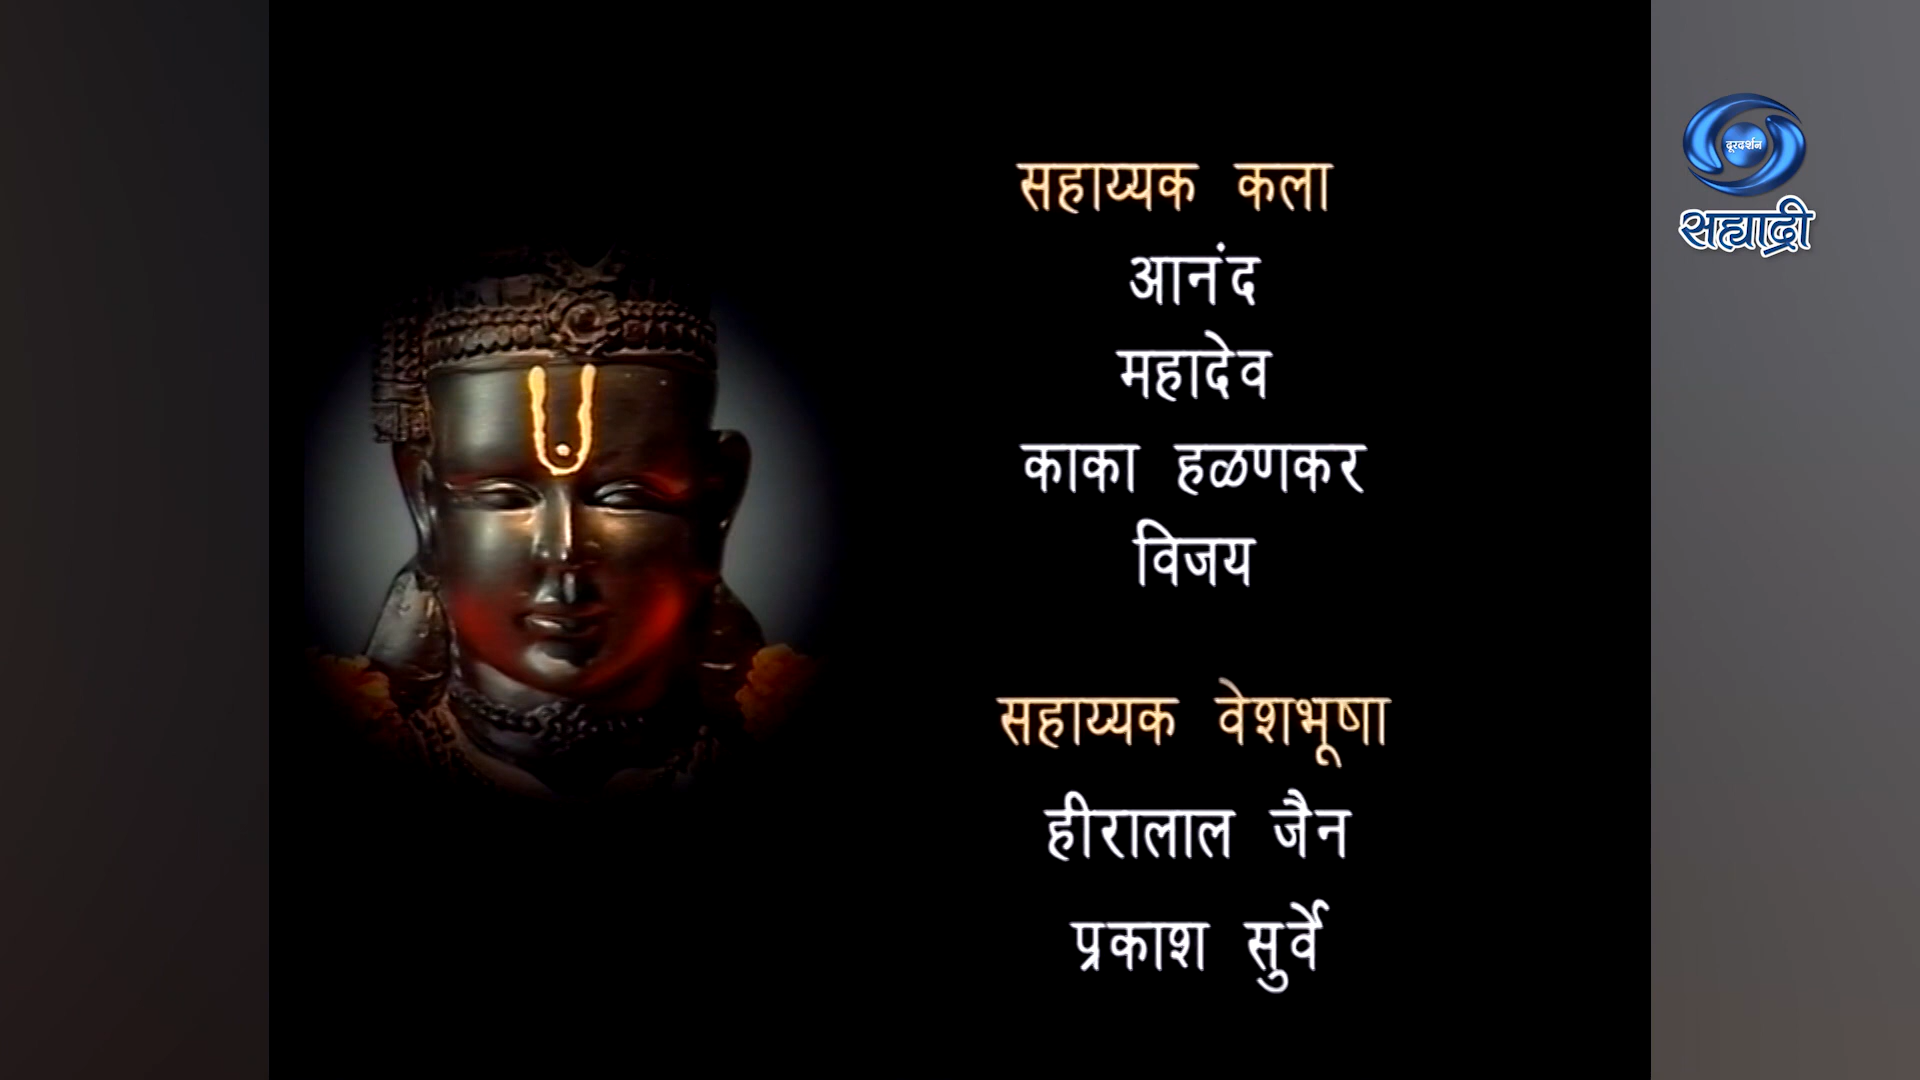 सहाय्यक कला
आनंद
महादेव
काका हळणकर
विजय
सहाय्यक वेशभूषा
हीरालाल जैन
प्रकाश सुर्वे
दूरदर्शन
सह्याद्री